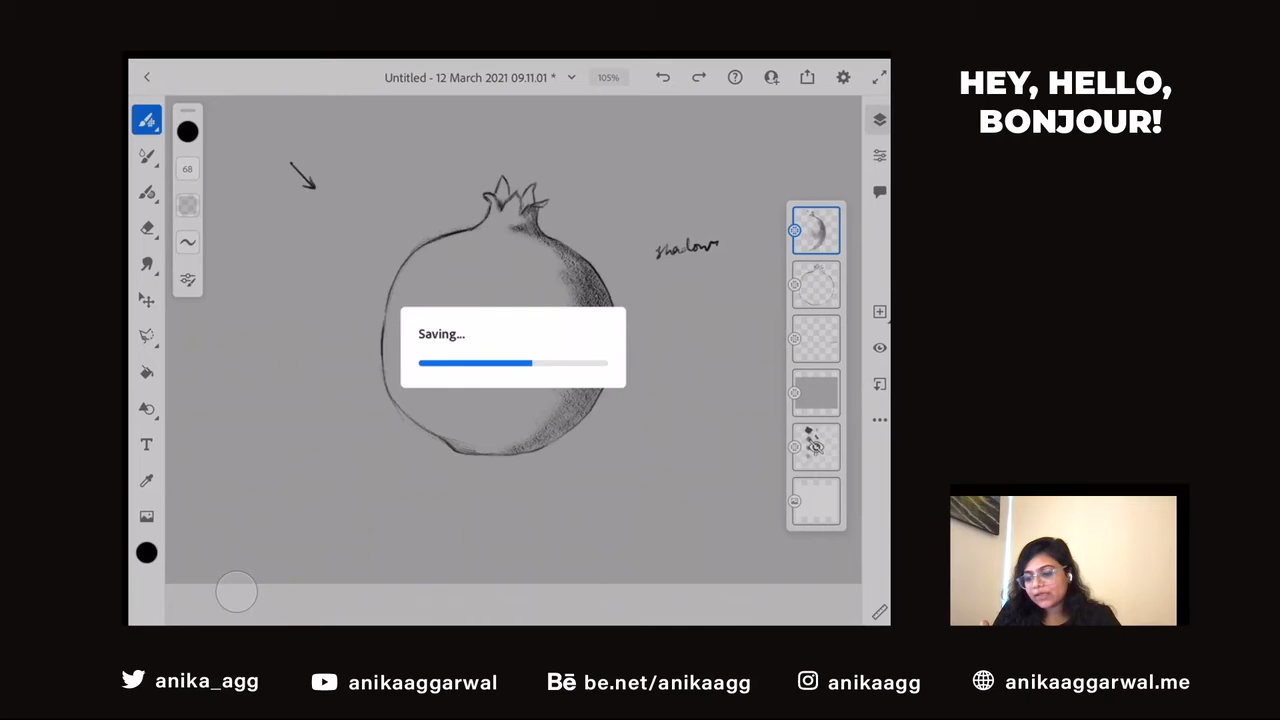 Untitled - 12 March 2021 09.11.01 *
105%
HEY, HELLO,
BONJOUR!
68
shadow
Saving...
T
anika_agg
anikaaggarwal
Bē be.net/anikaagg
anikaagg
anikaaggarwal.me